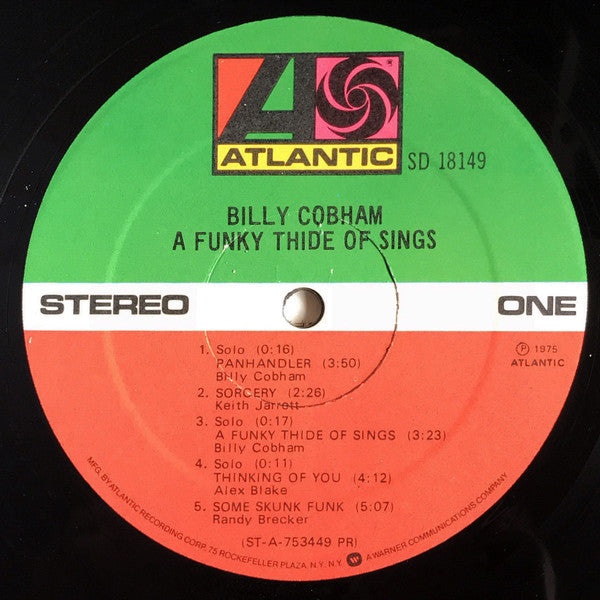 ATLANTIC
SD 18149
BILLY COBHAM
A FUNKY THIDE OF SINGS
STEREO
ONE
1. Solo (0:16)
PANHANDLER (3:50)
Billy Cobham
2. SORCERY (2:26)
Keith Jarrett
3. Solo (0:17)
A FUNKY THIDE OF SINGS (3:23)
Billy Cobham
4. Solo (0:11)
THINKING OF YOU (4:12)
Alex Blake
5. SOME SKUNK FUNK (5:07)
Randy Brecker
℗ 1975
ATLANTIC
(ST-A-753449 PR)
MFG. BY ATLANTIC RECORDING CORP. 75 ROCKEFELLER PLAZA, N.Y. N.Y. A WARNER COMMUNICATIONS COMPANY